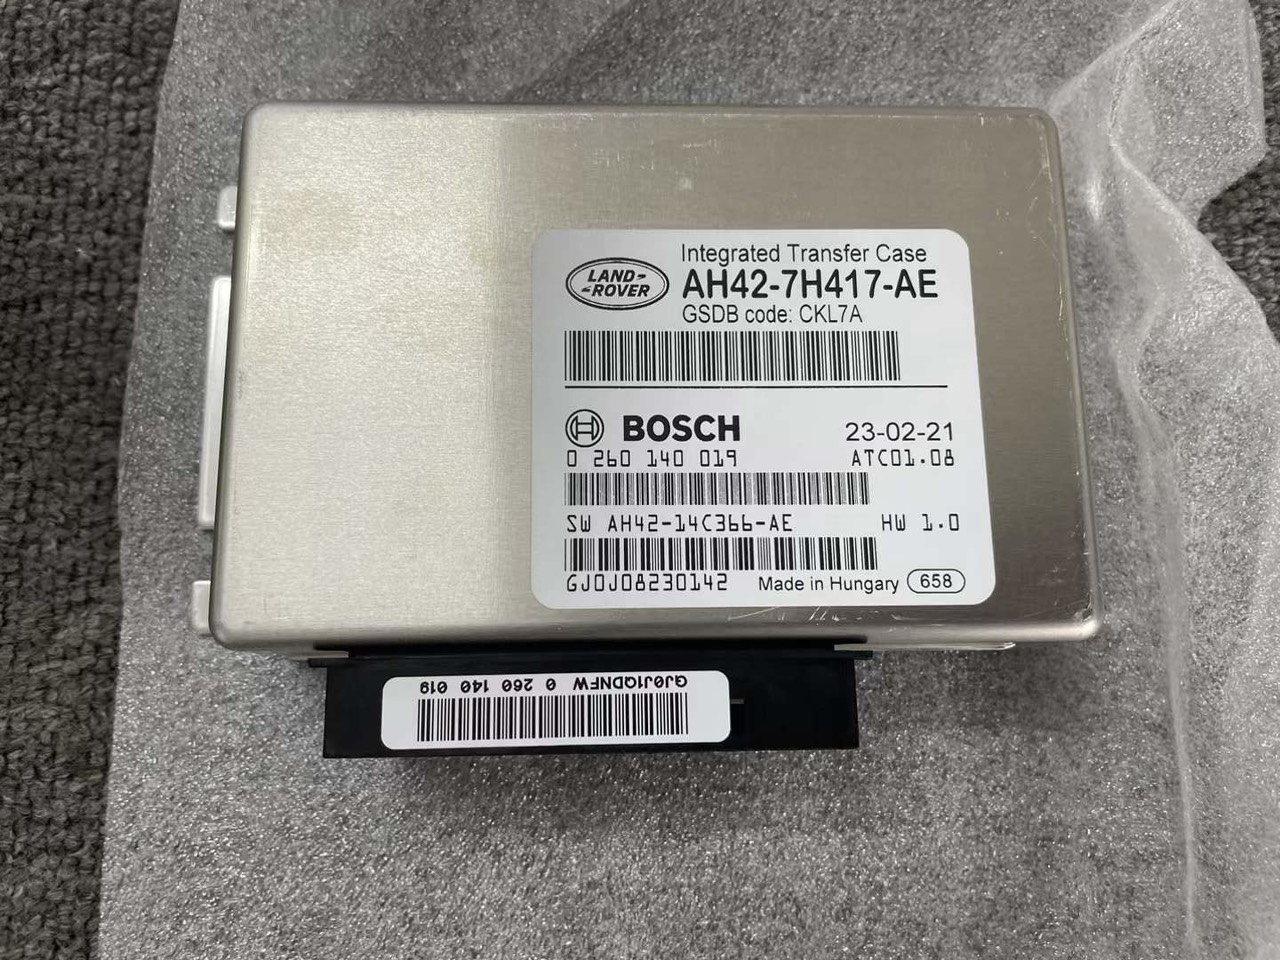 Integrated Transfer Case
LAND
ROVER
AH42-7H417-AE
GSDB code: CKL7A
BOSCH
23-02-21
0 260 140 019
ATC01.08
SW AH42-14C366-AE
HW 1.0
GJ0J08230142
Made in Hungary
658
QJ0J1QDNFW 0 260 140 019